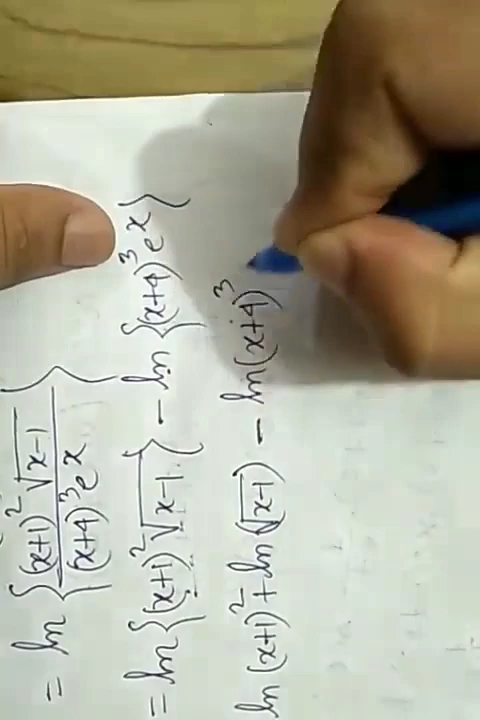 = ln { (x+1)² √x-1 / (x+4)³ eˣ }
= ln { (x+1)² √x-1 } - ln { (x+4)³ eˣ }
ln (x+1)² + ln (√x-1) - ln (x+4)³